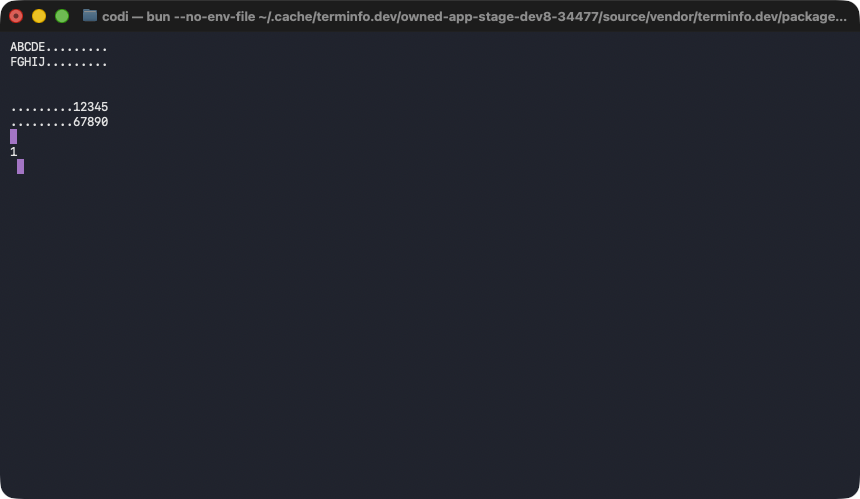 codi — bun --no-env-file ~/.cache/terminfo.dev/owned-app-stage-dev8-34477/source/vendor/terminfo.dev/package...
ABCDE.........
FGHIJ.........
.........12345
.........67890
1